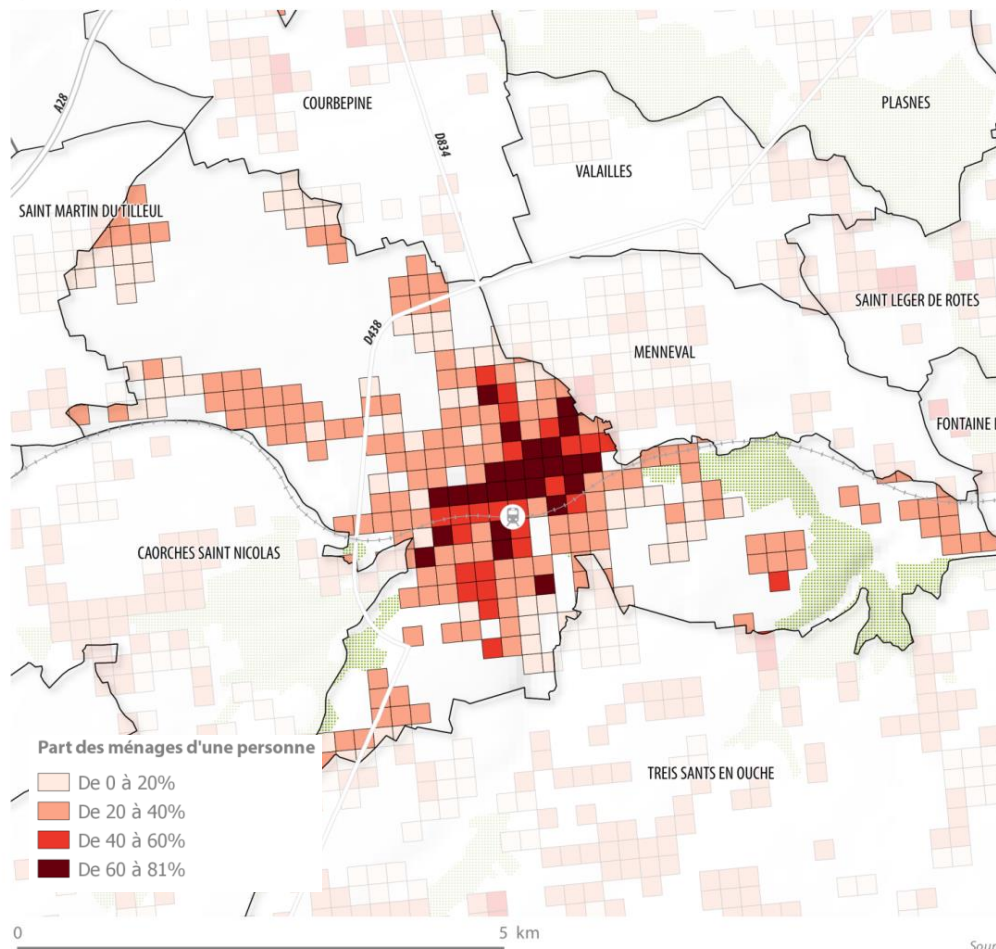 A28
COURBEPINE
PLASNES
D834
VALAILLES
SAINT MARTIN DU TILLEUL
SAINT LEGER DE ROTES
D438
MENNEVAL
FONTAINE
CAORCHES SAINT NICOLAS
Part des ménages d'une personne
De 0 à 20%
De 20 à 40%
De 40 à 60%
De 60 à 81%
TREIS SANTS EN OUCHE
0 5 km
Sour